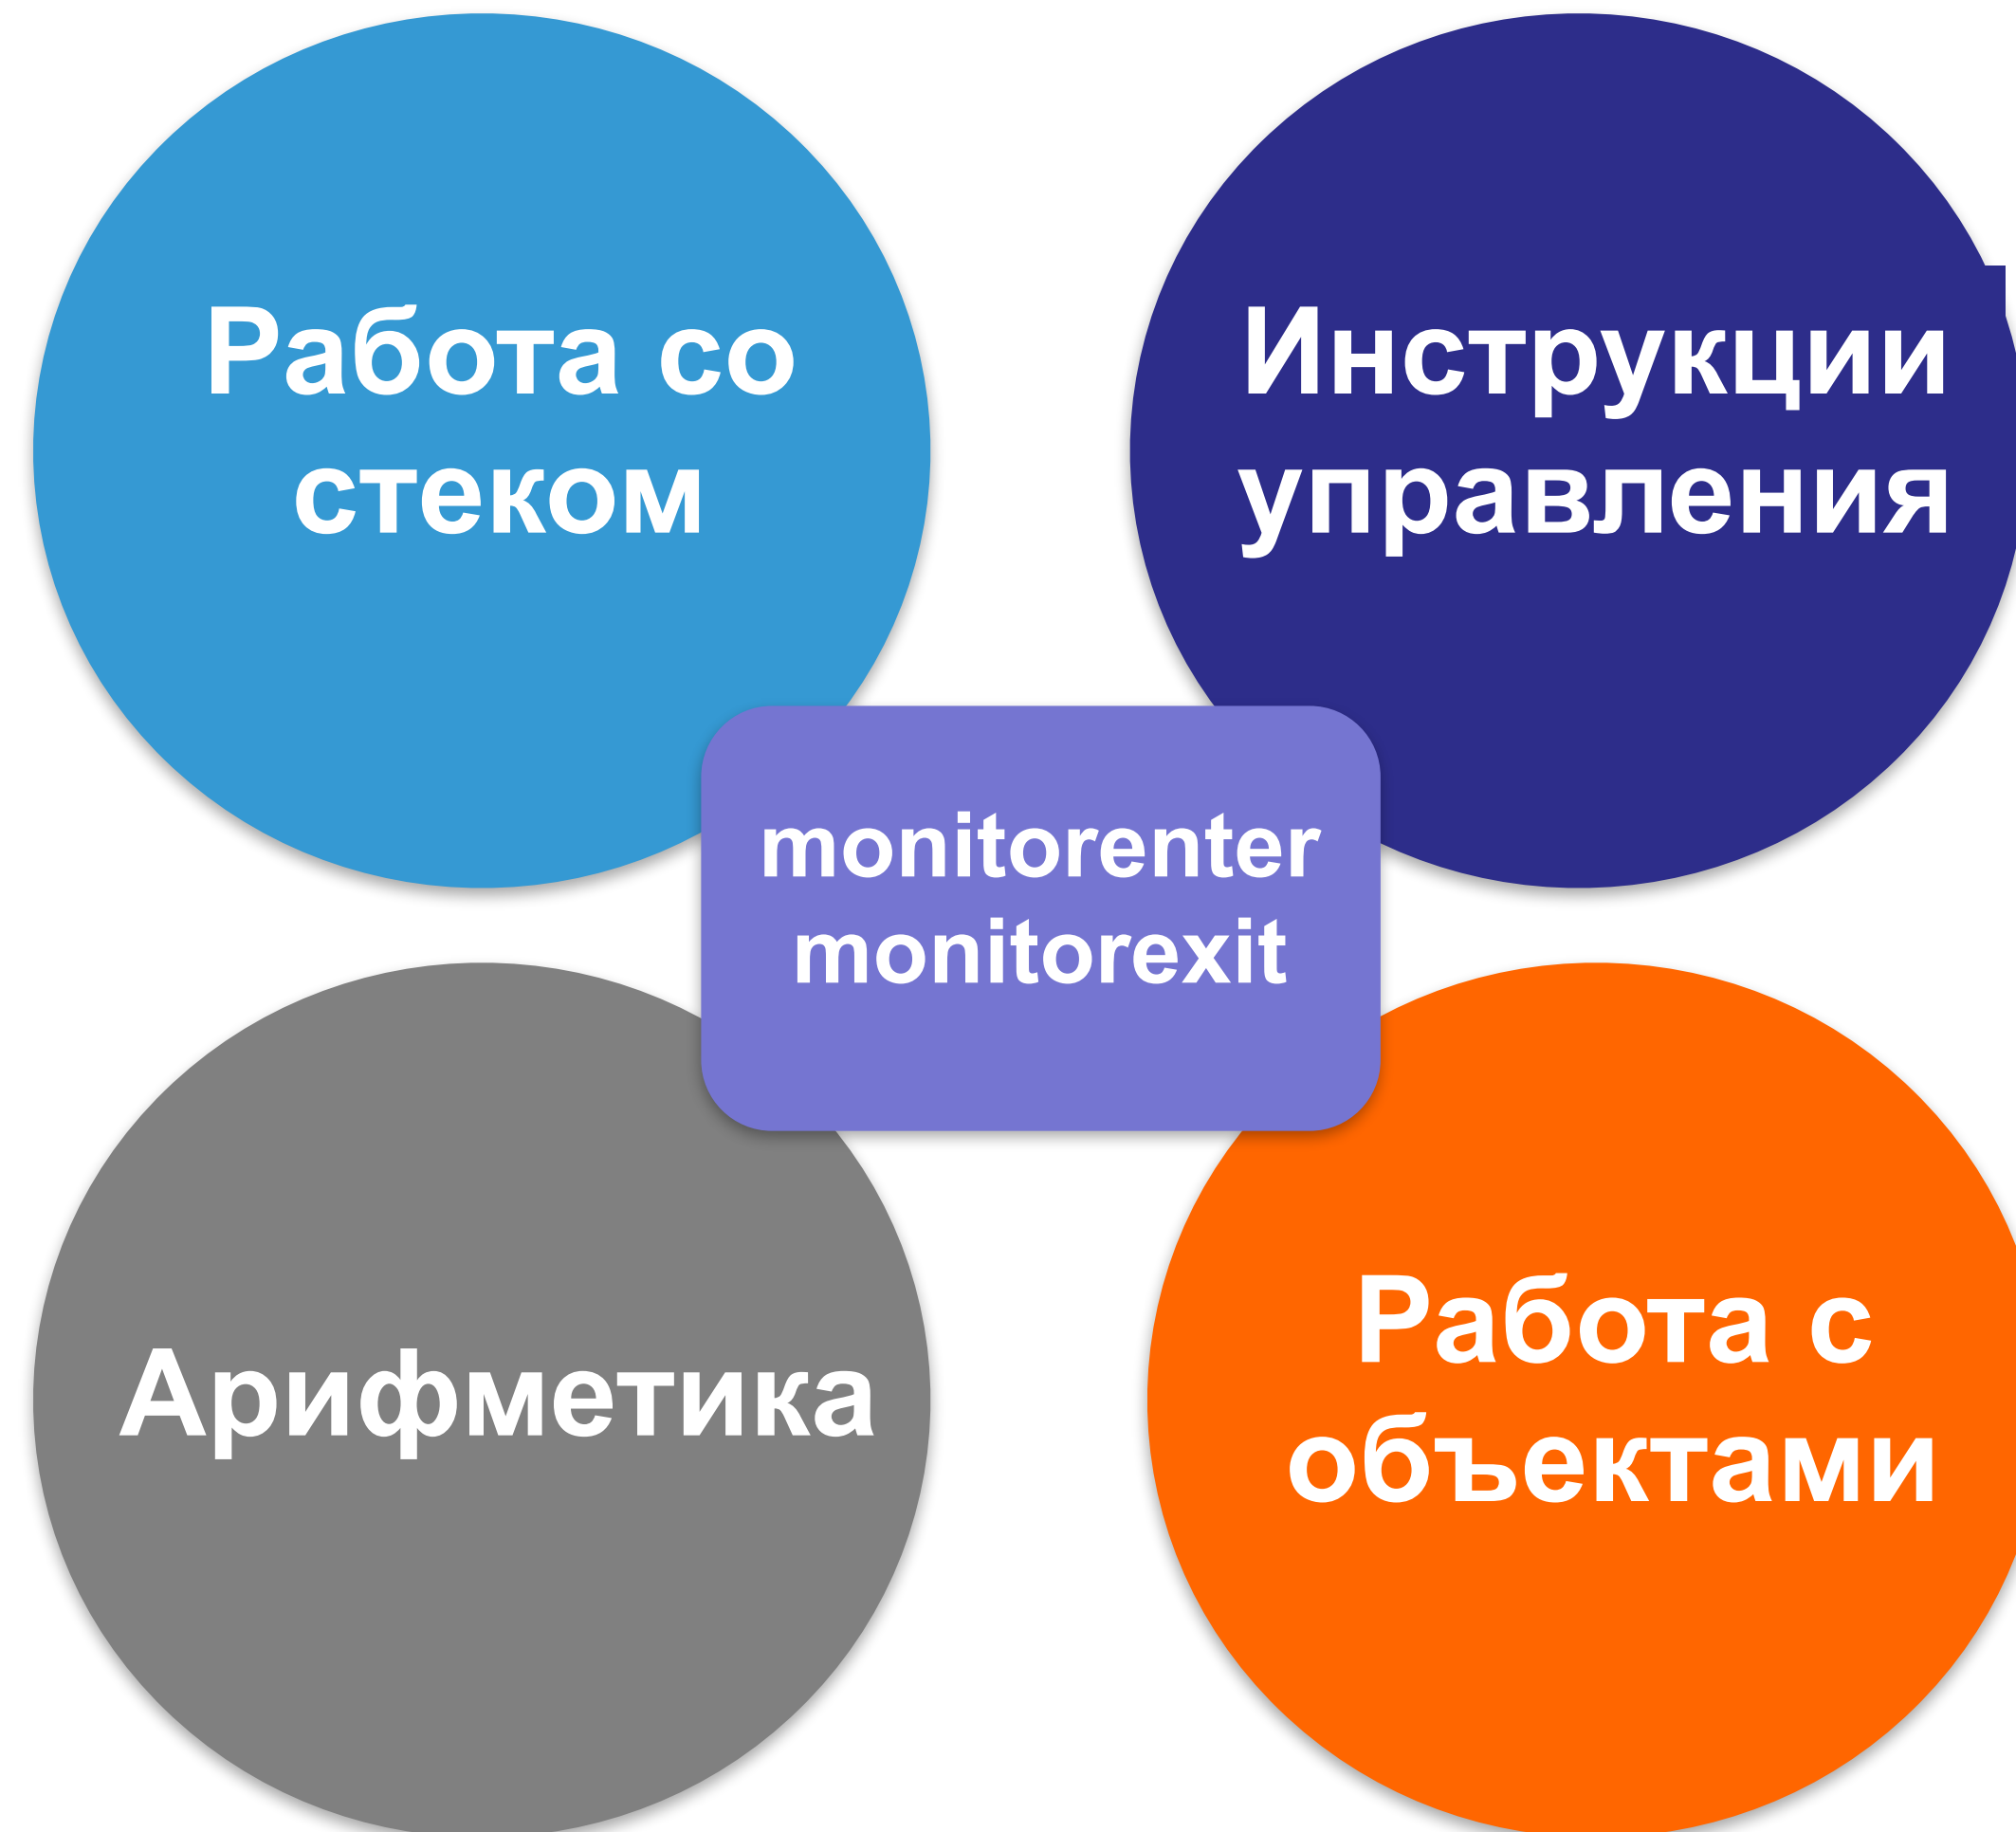 Работа со
стеком
Инструкции
управления
monitorenter
monitorexit
Арифметика
Работа с
объектами